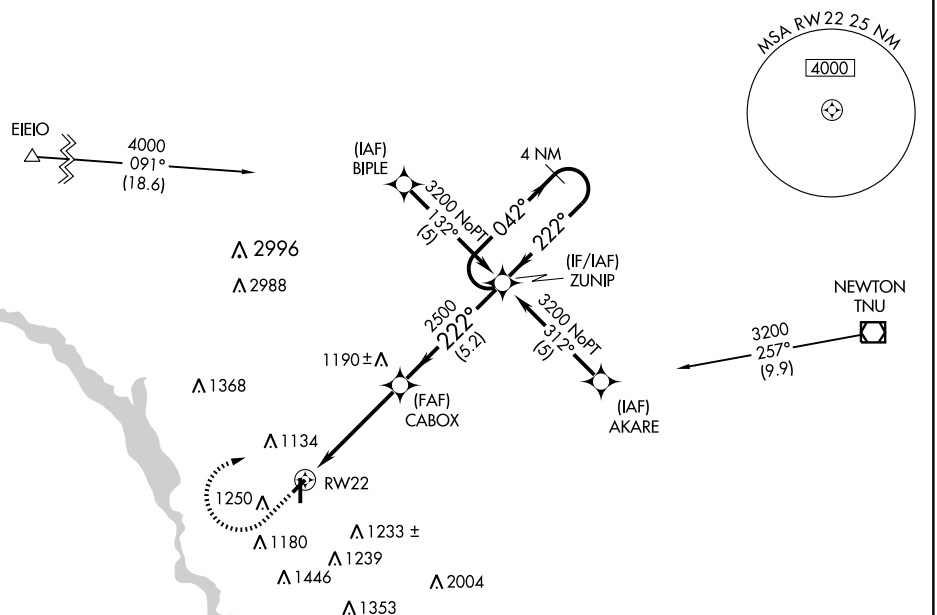 MSA RW22 25 NM
4000
EIEIO
4000
091°
(18.6)
(IAF)
BIPLE
4 NM
3200 NoPT
132°
(5)
042°
222°
2996
2988
(IF/IAF)
ZUNIP
NEWTON
TNU
3200
257°
(9.9)
2500
222°
(5.2)
3200 NoPT
312°
(5)
1190 ±
1368
(FAF)
CABOX
(IAF)
AKARE
1134
RW22
1250
1180
1233 ±
1239
1446
2004
1353